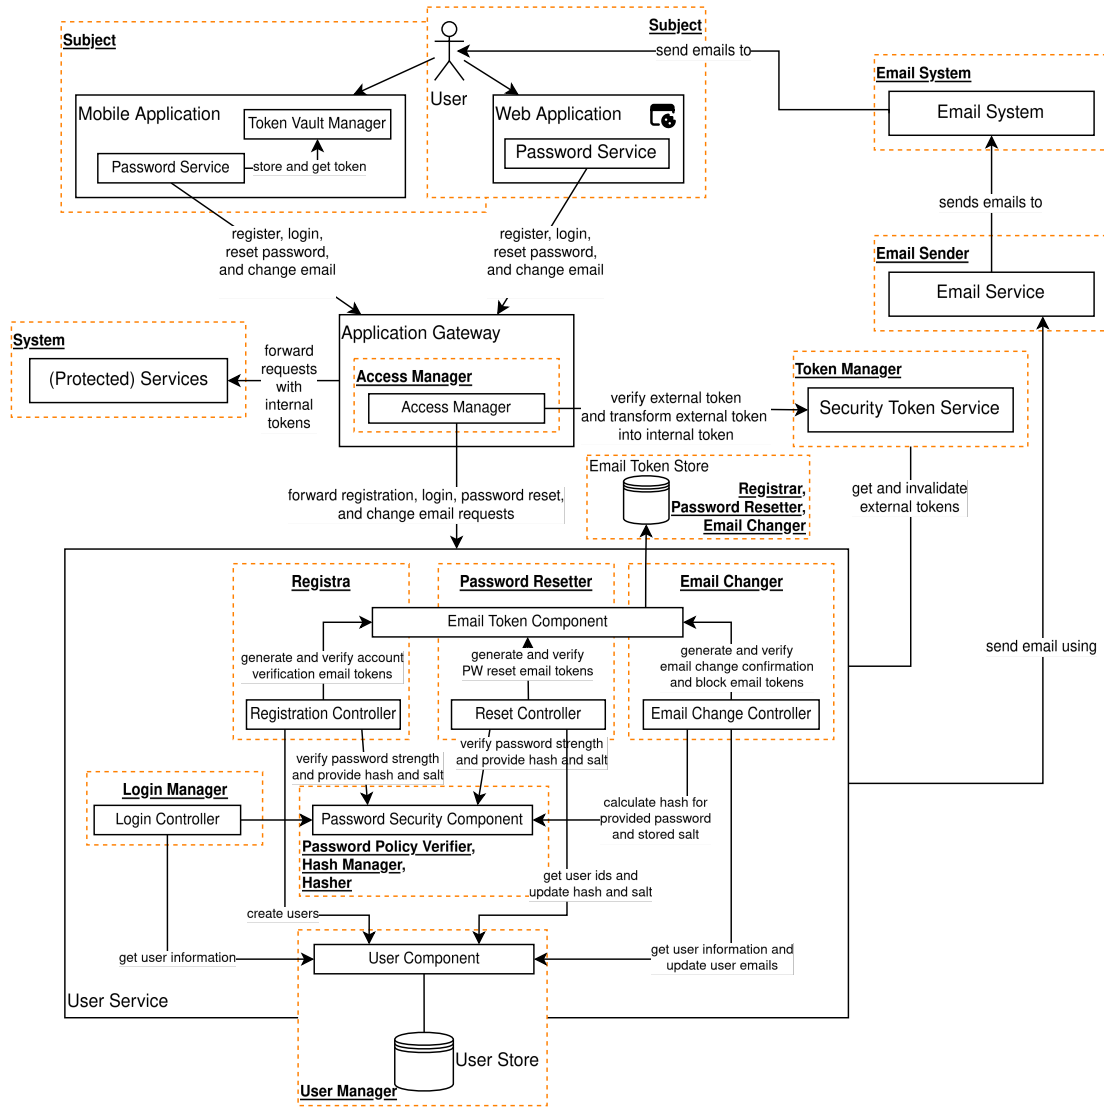 Subject
Subject
send emails to
User
Email System
Email System
Mobile Application
Token Vault Manager
Password Service
store and get token
Web Application
Password Service
sends emails to
register, login,
reset password,
and change email
register, login,
reset password,
and change email
Email Sender
Email Service
System
(Protected) Services
forward
requests
with
internal
tokens
Application Gateway
Access Manager
Access Manager
verify external token
and transform external token
into internal token
Token Manager
Security Token Service
Email Token Store
Registrar,
Password Resetter,
Email Changer
get and invalidate
external tokens
forward registration, login, password reset,
and change email requests
Registra
Password Resetter
Email Changer
Email Token Component
generate and verify account
verification email tokens
generate and verify
PW reset email tokens
generate and verify
email change confirmation
and block email tokens
send email using
Registration Controller
Reset Controller
Email Change Controller
verify password strength
and provide hash and salt
verify password strength
and provide hash and salt
Login Manager
Login Controller
Password Security Component
Password Policy Verifier,
Hash Manager,
Hasher
calculate hash for
provided password
and stored salt
get user ids and
update hash and salt
create users
get user information
User Component
get user information and
update user emails
User Service
User Store
User Manager